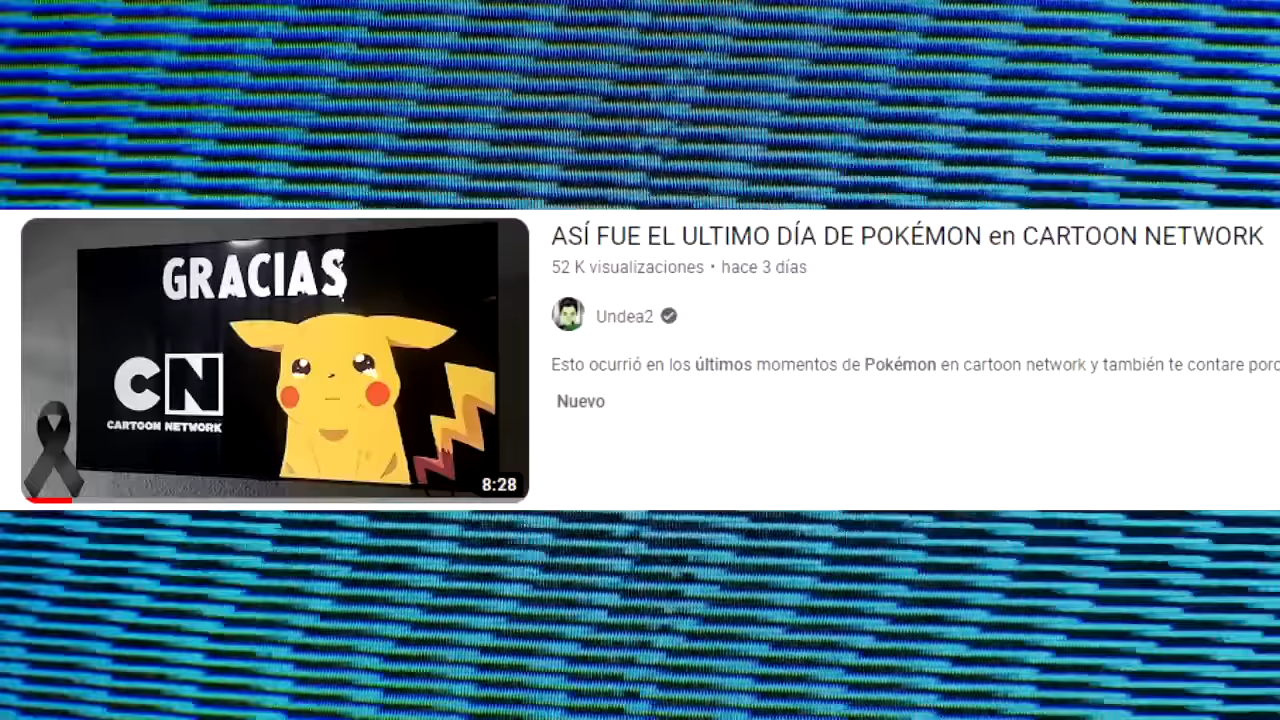 GRACIAS
CN
CARTOON NETWORK
8:28
ASÍ FUE EL ULTIMO DÍA DE POKÉMON en CARTOON NETWORK
52 K visualizaciones • hace 3 días
Undea2
Esto ocurrió en los últimos momentos de Pokémon en cartoon network y también te contare porc
Nuevo